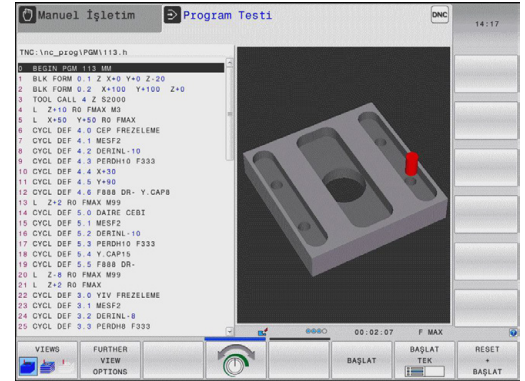 Manuel İşletim
Program Testi
DNC
14:17
TNC:\nc_prog\PGM\113.h
0 BEGIN PGM 113 MM
1 BLK FORM 0.1 Z X+0 Y+0 Z-20
2 BLK FORM 0.2 X+100 Y+100 Z+0
3 TOOL CALL 4 Z S2000
4 L Z+10 R0 FMAX M3
5 L X+50 Y+50 R0 FMAX
6 CYCL DEF 4.0 CEP FREZELEME
7 CYCL DEF 4.1 MESF2
8 CYCL DEF 4.2 DERINL-10
9 CYCL DEF 4.3 PERDH10 F333
10 CYCL DEF 4.4 X+30
11 CYCL DEF 4.5 Y+90
12 CYCL DEF 4.6 F888 DR- Y.CAP8
13 L Z+2 R0 FMAX M99
14 CYCL DEF 5.0 DAIRE CEBI
15 CYCL DEF 5.1 MESF2
16 CYCL DEF 5.2 DERINL-10
17 CYCL DEF 5.3 PERDH10 F333
18 CYCL DEF 5.4 Y.CAP15
19 CYCL DEF 5.5 F888 DR-
20 L Z-8 R0 FMAX M99
21 L Z+2 R0 FMAX
22 CYCL DEF 3.0 YIV FREZELEME
23 CYCL DEF 3.1 MESF2
24 CYCL DEF 3.2 DERINL-8
25 CYCL DEF 3.3 PERDH8 F333
00:02:07 F MAX
VIEWS
FURTHER
VIEW
OPTIONS
BAŞLAT
BAŞLAT
TEK
RESET
+
BAŞLAT